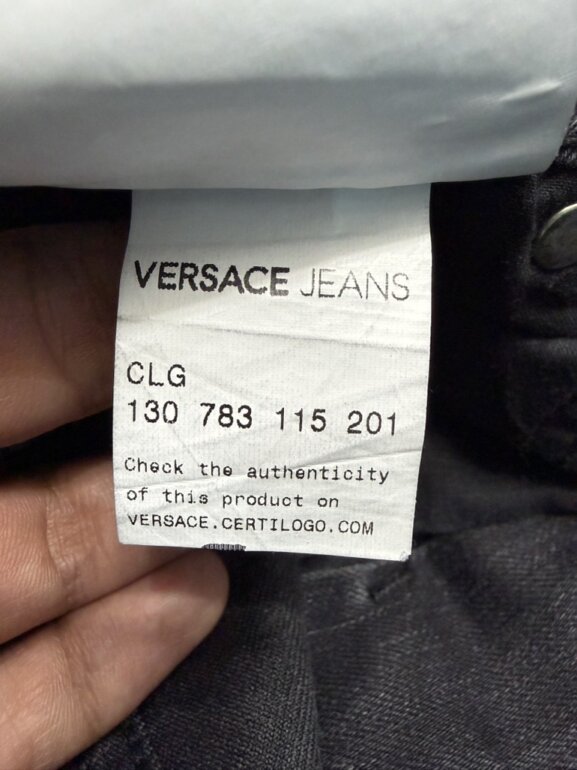 VERSACE JEANS
CLG
130 783 115 201
Check the authenticity
of this product on
VERSACE.CERTILOGO.COM